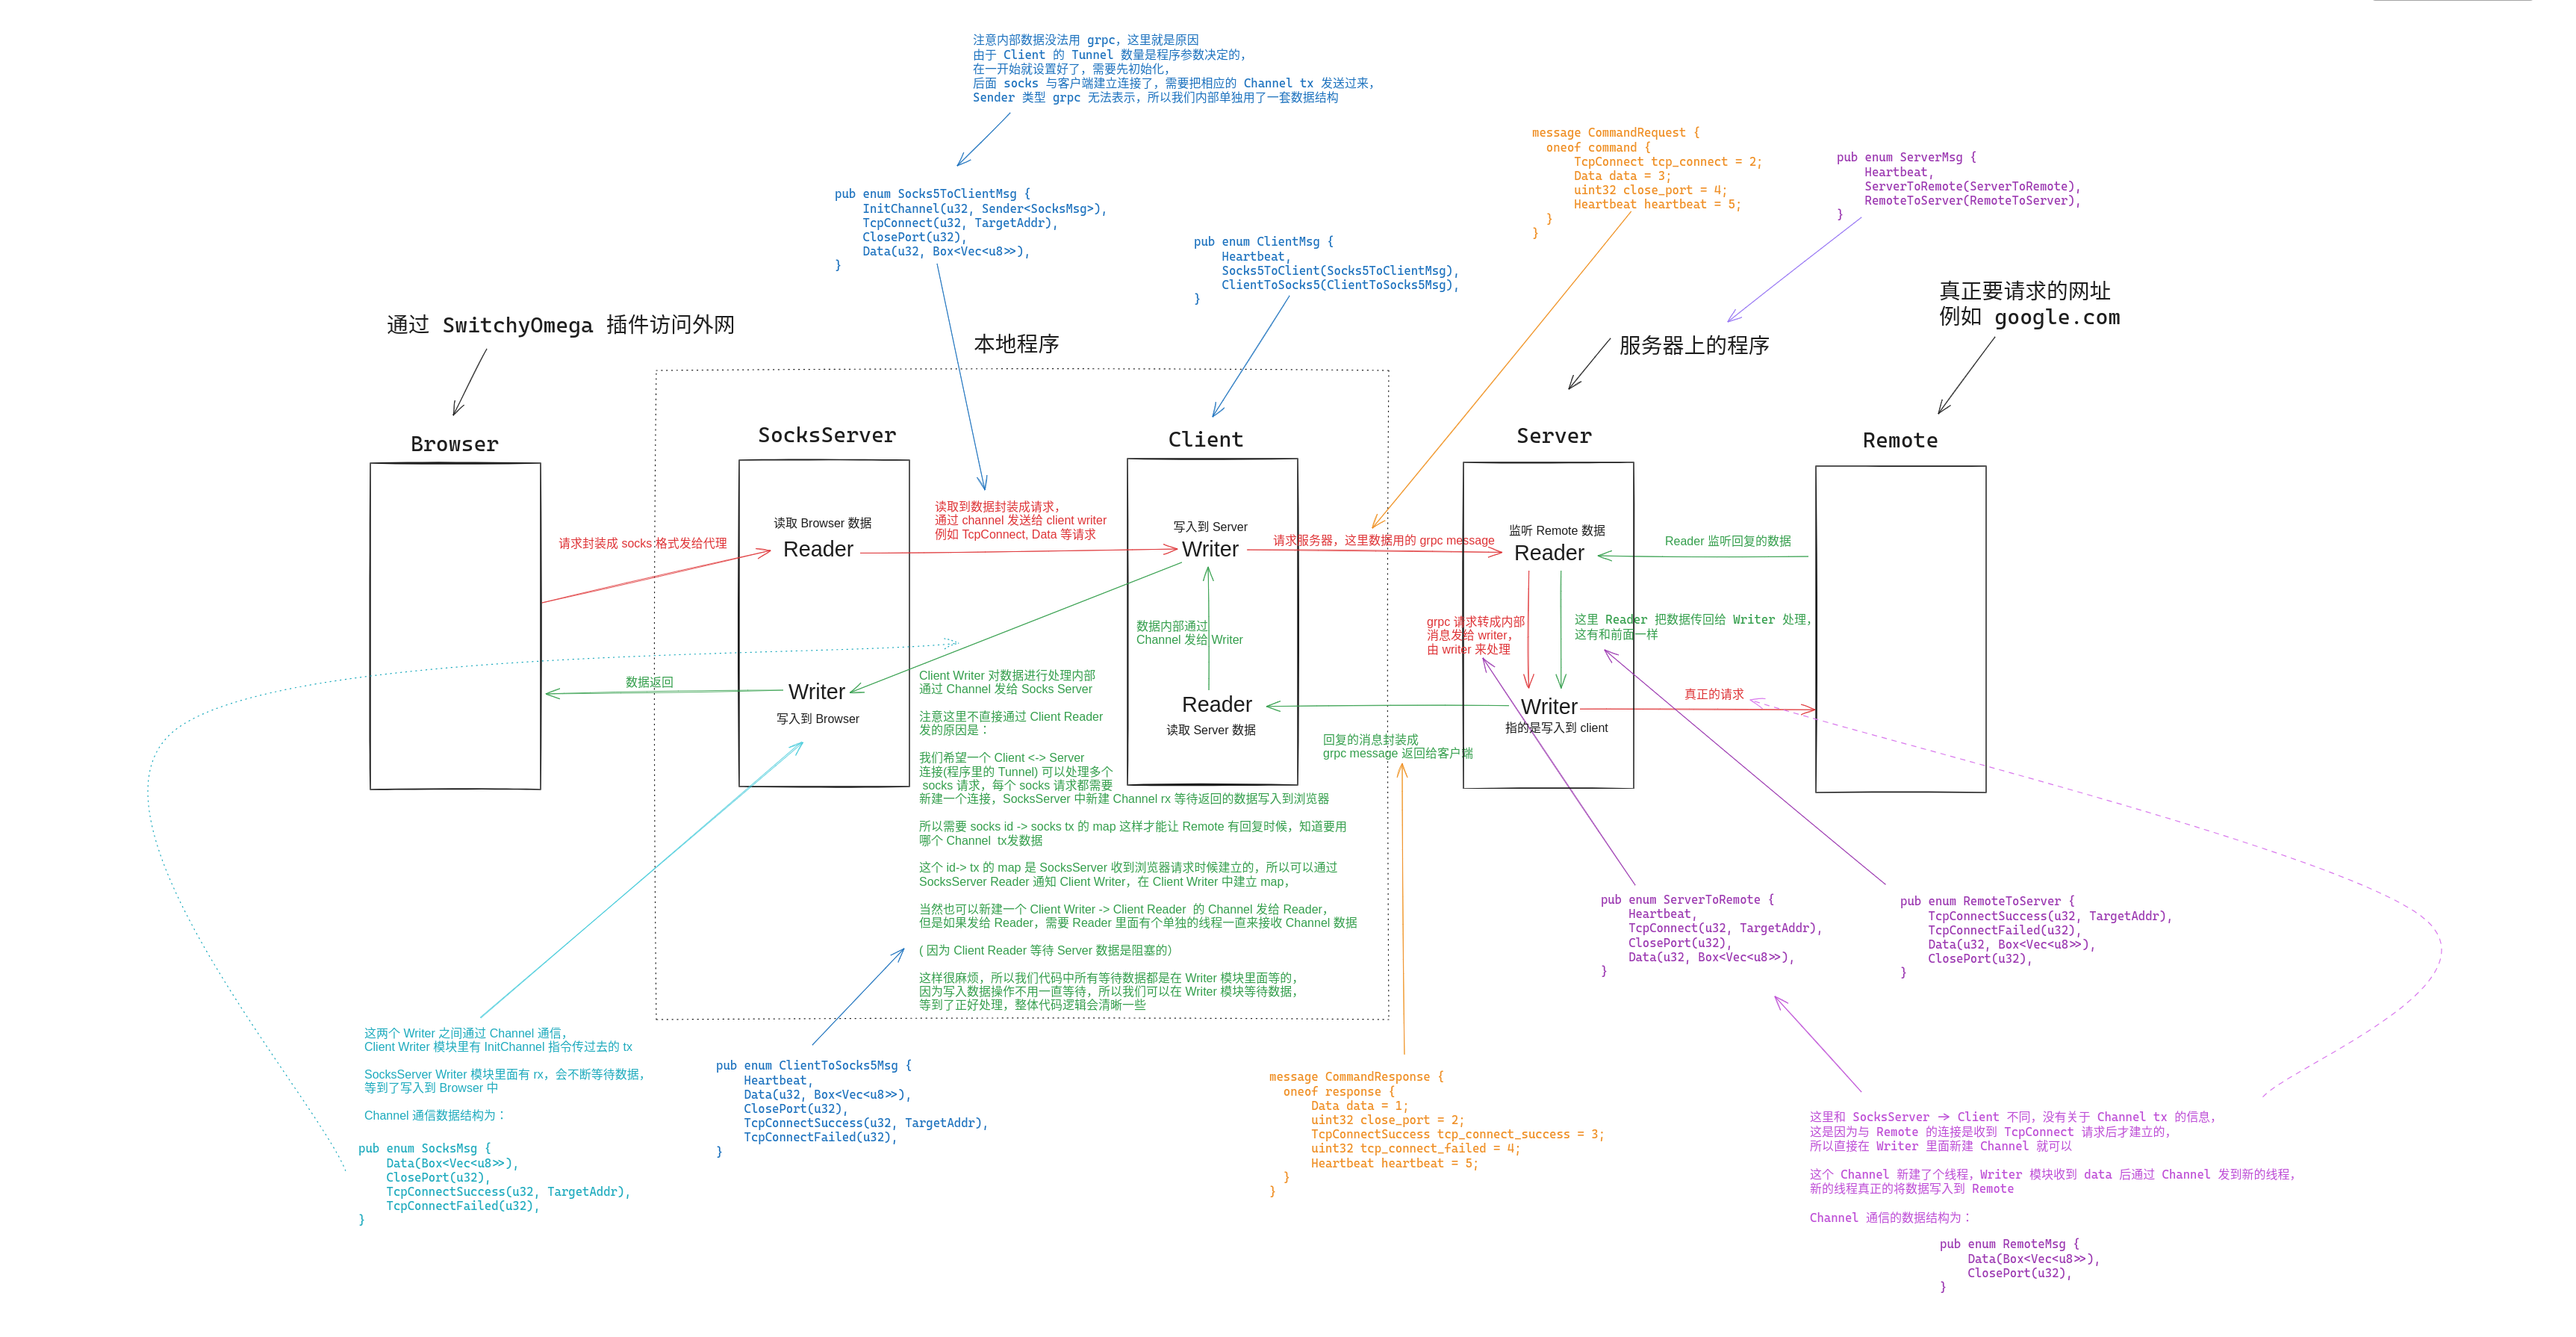 注意内部数据没法用 grpc，这里就是原因
由于 Client 的 Tunnel 数量是程序参数决定的，
在一开始就设置好了，需要先初始化，
后面 socks 与客户端建立连接了，需要把相应的 Channel tx 发送过来，
Sender 类型 grpc 无法表示，所以我们内部单独用了一套数据结构
message CommandRequest {
oneof command {
TcpConnect tcp_connect = 2;
Data data = 3;
uint32 close_port = 4;
Heartbeat heartbeat = 5;
}
}
pub enum ServerMsg {
Heartbeat,
ServerToRemote(ServerToRemote),
RemoteToServer(RemoteToServer),
}
pub enum Socks5ToClientMsg {
InitChannel(u32, Sender<SocksMsg>),
TcpConnect(u32, TargetAddr),
ClosePort(u32),
Data(u32, Box<Vec<u8>>),
}
pub enum ClientMsg {
Heartbeat,
Socks5ToClient(Socks5ToClientMsg),
ClientToSocks5(ClientToSocks5Msg),
}
真正要请求的网址
例如 google.com
通过 SwitchyOmega 插件访问外网
本地程序
服务器上的程序
Browser
SocksServer
Client
Server
Remote
请求封装成 socks 格式发给代理
读取 Browser 数据
Reader
读取到数据封装成请求，
通过 channel 发送给 client writer
例如 TcpConnect, Data 等请求
写入到 Server
Writer
请求服务器，这里数据用的 grpc message
监听 Remote 数据
Reader
Reader 监听回复的数据
数据内部通过
Channel 发给 Writer
grpc 请求转成内部
消息发给 writer，
由 writer 来处理
这里 Reader 把数据传回给 Writer 处理，
这有和前面一样
数据返回
Writer
写入到 Browser
Reader
读取 Server 数据
Writer
指的是写入到 client
真正的请求
回复的消息封装成
grpc message 返回给客户端
Client Writer 对数据进行处理内部
通过 Channel 发给 Socks Server
注意这里不直接通过 Client Reader
发的原因是：
我们希望一个 Client <-> Server
连接(程序里的 Tunnel) 可以处理多个
socks 请求，每个 socks 请求都需要
新建一个连接，SocksServer 中新建 Channel rx 等待返回的数据写入到浏览器
所以需要 socks id -> socks tx 的 map 这样才能让 Remote 有回复时候，知道要用
哪个 Channel  tx发数据
这个 id-> tx 的 map 是 SocksServer 收到浏览器请求时候建立的，所以可以通过
SocksServer Reader 通知 Client Writer，在 Client Writer 中建立 map，
当然也可以新建一个 Client Writer -> Client Reader  的 Channel 发给 Reader，
但是如果发给 Reader，需要 Reader 里面有个单独的线程一直来接收 Channel 数据
( 因为 Client Reader 等待 Server 数据是阻塞的）
这样很麻烦，所以我们代码中所有等待数据都是在 Writer 模块里面等的，
因为写入数据操作不用一直等待，所以我们可以在 Writer 模块等待数据，
等到了正好处理，整体代码逻辑会清晰一些
pub enum ServerToRemote {
Heartbeat,
TcpConnect(u32, TargetAddr),
ClosePort(u32),
Data(u32, Box<Vec<u8>>),
}
pub enum RemoteToServer {
TcpConnectSuccess(u32, TargetAddr),
TcpConnectFailed(u32),
Data(u32, Box<Vec<u8>>),
ClosePort(u32),
}
这两个 Writer 之间通过 Channel 通信，
Client Writer 模块里有 InitChannel 指令传过去的 tx
SocksServer Writer 模块里面有 rx，会不断等待数据，
等到了写入到 Browser 中
Channel 通信数据结构为：
pub enum SocksMsg {
Data(Box<Vec<u8>>),
ClosePort(u32),
TcpConnectSuccess(u32, TargetAddr),
TcpConnectFailed(u32),
}
pub enum ClientToSocks5Msg {
Heartbeat,
Data(u32, Box<Vec<u8>>),
ClosePort(u32),
TcpConnectSuccess(u32, TargetAddr),
TcpConnectFailed(u32),
}
message CommandResponse {
oneof response {
Data data = 1;
uint32 close_port = 2;
TcpConnectSuccess tcp_connect_success = 3;
uint32 tcp_connect_failed = 4;
Heartbeat heartbeat = 5;
}
}
这里和 SocksServer -> Client 不同，没有关于 Channel tx 的信息，
这是因为与 Remote 的连接是收到 TcpConnect 请求后才建立的，
所以直接在 Writer 里面新建 Channel 就可以
这个 Channel 新建了个线程，Writer 模块收到 data 后通过 Channel 发到新的线程，
新的线程真正的将数据写入到 Remote
Channel 通信的数据结构为：
pub enum RemoteMsg {
Data(Box<Vec<u8>>),
ClosePort(u32),
}